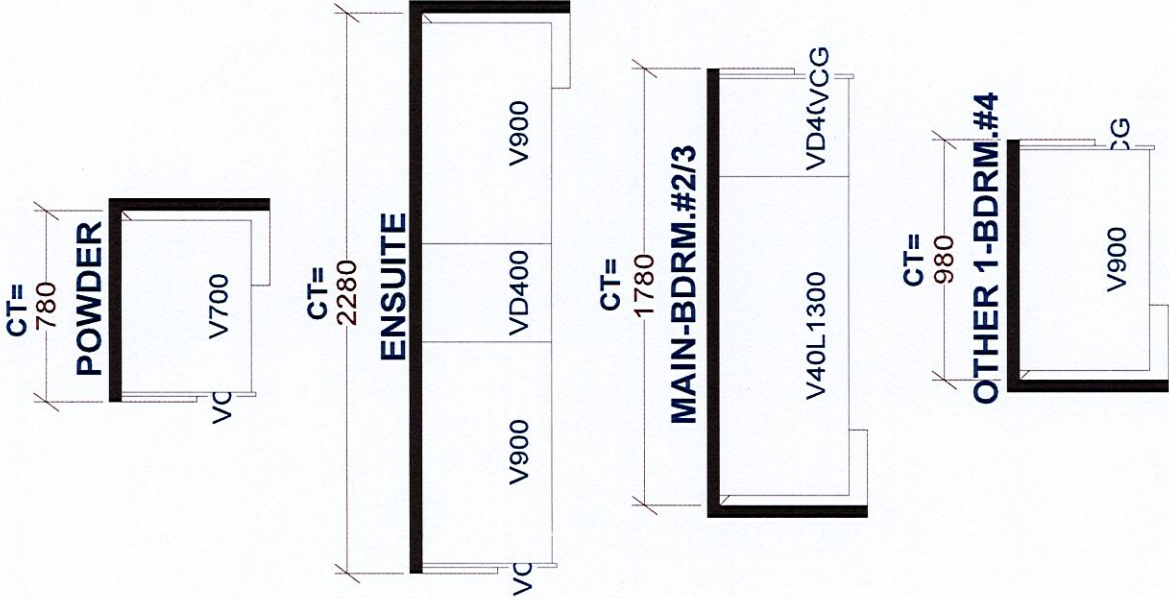 CT=
780
POWDER
V700
VC
CT=
2280
ENSUITE
V900
VD400
V900
VC
CT=
1780
MAIN-BDRM.#2/3
V40L1300
VD4(VCG
CT=
980
OTHER 1-BDRM.#4
V900
CG